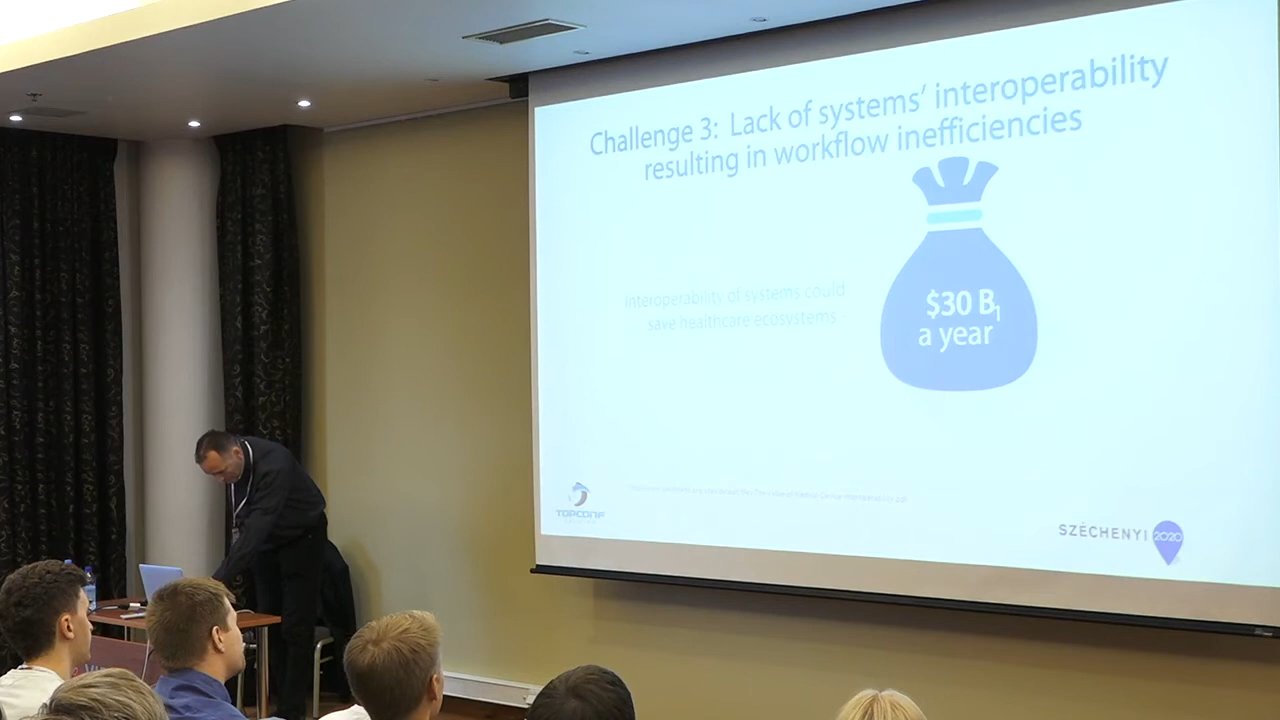 Challenge 3: Lack of systems' interoperability
resulting in workflow inefficiencies
Interoperability of systems could
save healthcare ecosystems -
$30 B1
a year
TOPCONF
SZÉCHENYI 2020